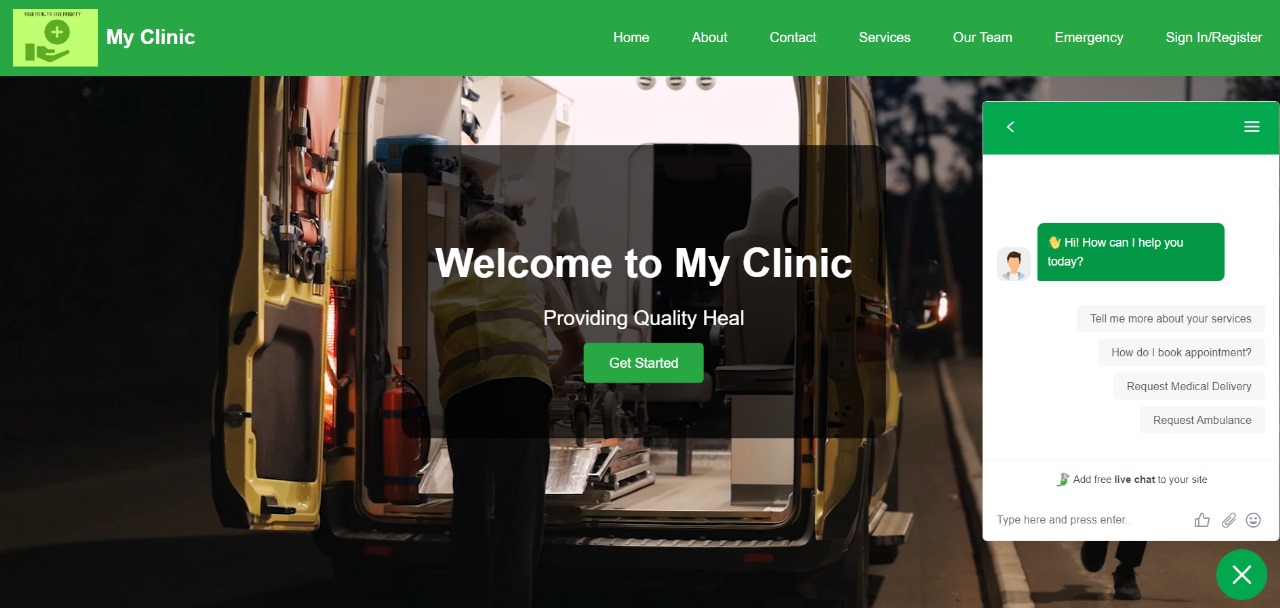 YOUR HEALTH OUR PRIORITY
My Clinic
Home
About
Contact
Services
Our Team
Emergency
Sign In/Register
Welcome to My Clinic
Providing Quality Heal
Get Started
👋 Hi! How can I help you
today?
Tell me more about your services
How do I book appointment?
Request Medical Delivery
Request Ambulance
Add free live chat to your site
Type here and press enter..